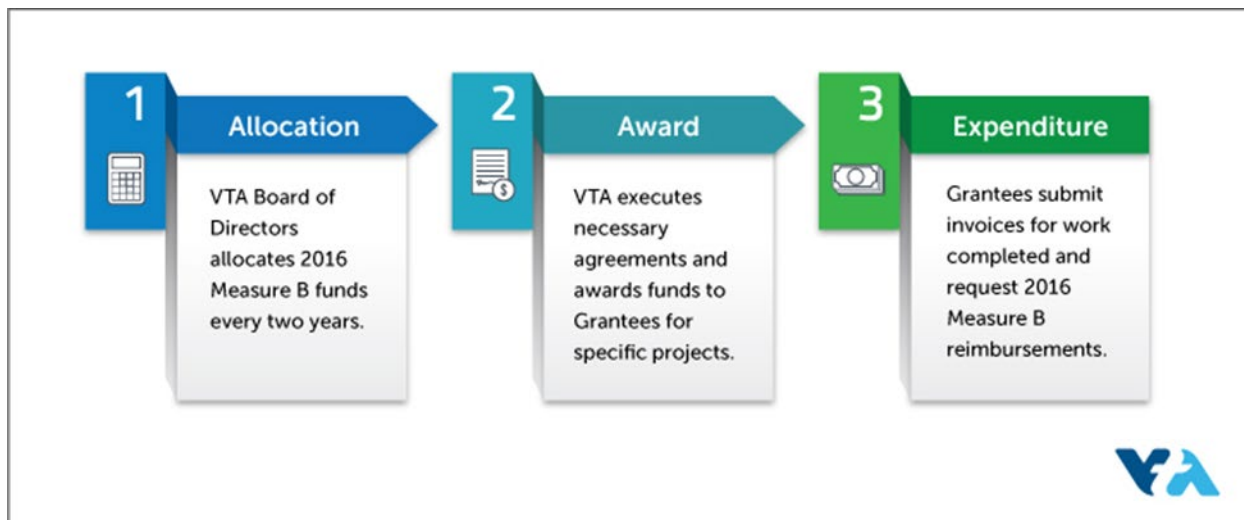 1
Allocation
VTA Board of
Directors
allocates 2016
Measure B funds
every two years.
2
Award
$
VTA executes
necessary
agreements and
awards funds to
Grantees for
specific projects.
3
Expenditure
Grantees submit
invoices for work
completed and
request 2016
Measure B
reimbursements.
VTA